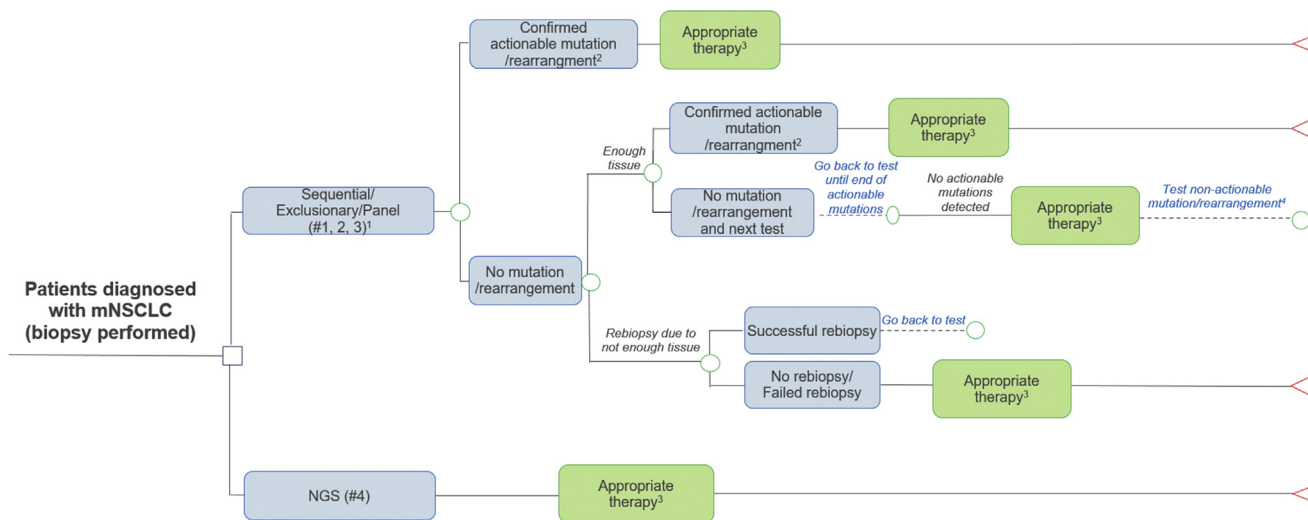 Confirmed
actionable mutation
/rearrangment2
Appropriate
therapy3
Confirmed actionable
mutation
/rearrangment2
Appropriate
therapy3
Enough
tissue
Go back to test
until end of
actionable
mutations
No actionable
mutations
detected
Sequential/
Exclusionary/Panel
(#1, 2, 3)1
No mutation
/rearrangement
and next test
Appropriate
therapy3
Test non-actionable
mutation/rearrangement4
No mutation
/rearrangement
Patients diagnosed
with mNSCLC
(biopsy performed)
Rebiopsy due to
not enough tissue
Successful rebiopsy
Go back to test
No rebiopsy/
Failed rebiopsy
Appropriate
therapy3
NGS (#4)
Appropriate
therapy3